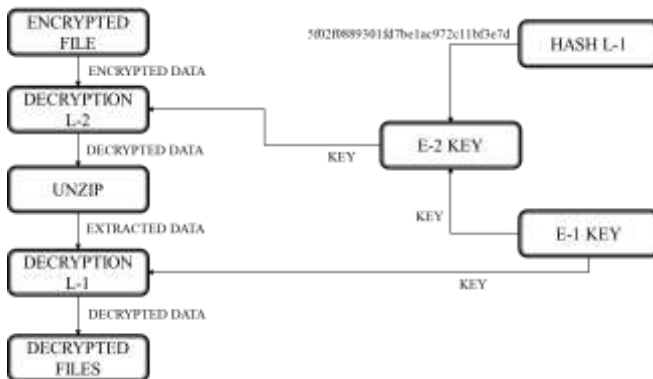 ENCRYPTED
FILE
5f02f0889301fd7be1ac972c11bf3e7d
HASH L-1
ENCRYPTED DATA
DECRYPTION
L-2
E-2 KEY
KEY
DECRYPTED DATA
UNZIP
KEY
E-1 KEY
EXTRACTED DATA
DECRYPTION
L-1
KEY
DECRYPTED DATA
DECRYPTED
FILES